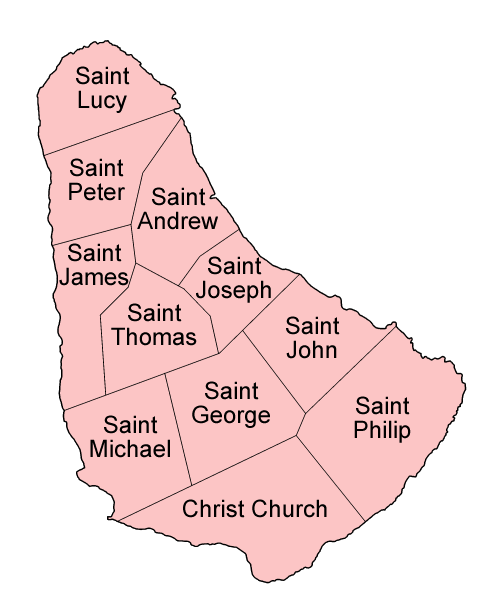 Saint
Lucy
Saint
Peter
Saint
Andrew
Saint
James
Saint
Joseph
Saint
Thomas
Saint
John
Saint
George
Saint
Philip
Saint
Michael
Christ Church